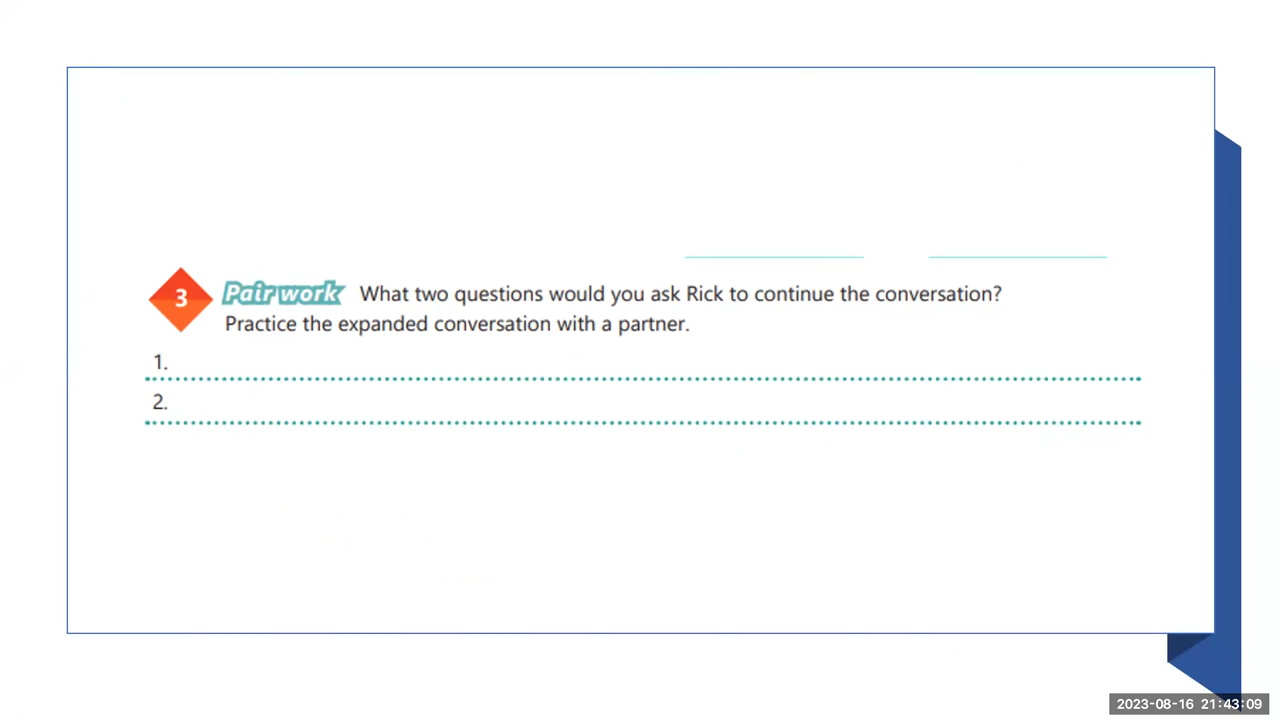 3 Pair work What two questions would you ask Rick to continue the conversation?
Practice the expanded conversation with a partner.
1.
2.
2023-08-16 21:43:09